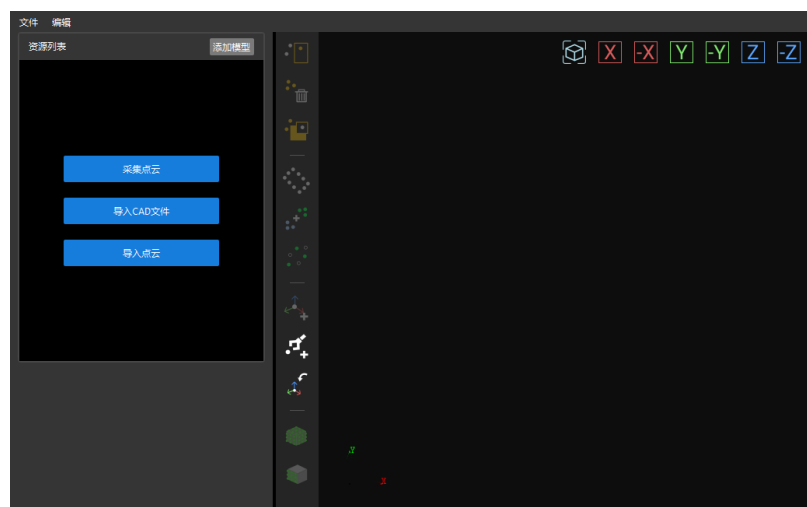 文件 编辑
资源列表 添加模型
X -X Y -Y Z -Z
采集点云
导入CAD文件
导入点云
Y
X